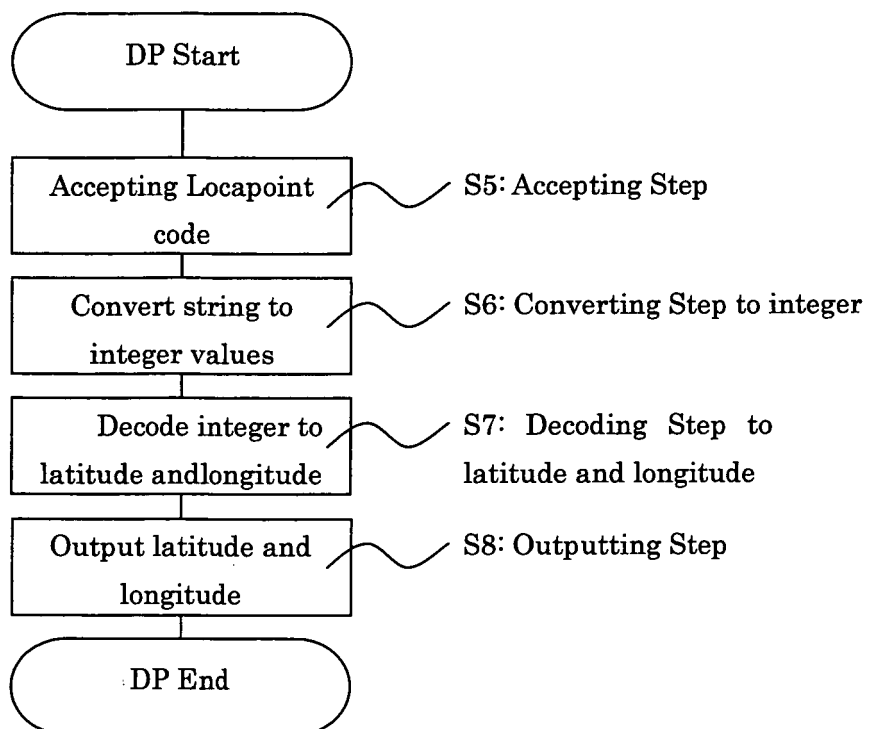 DP Start
Accepting Locapoint
code
S5: Accepting Step
Convert string to
integer values
S6: Converting Step to integer
Decode integer to
latitude andlongitude
S7: Decoding Step to
latitude and longitude
Output latitude and
longitude
S8: Outputting Step
DP End